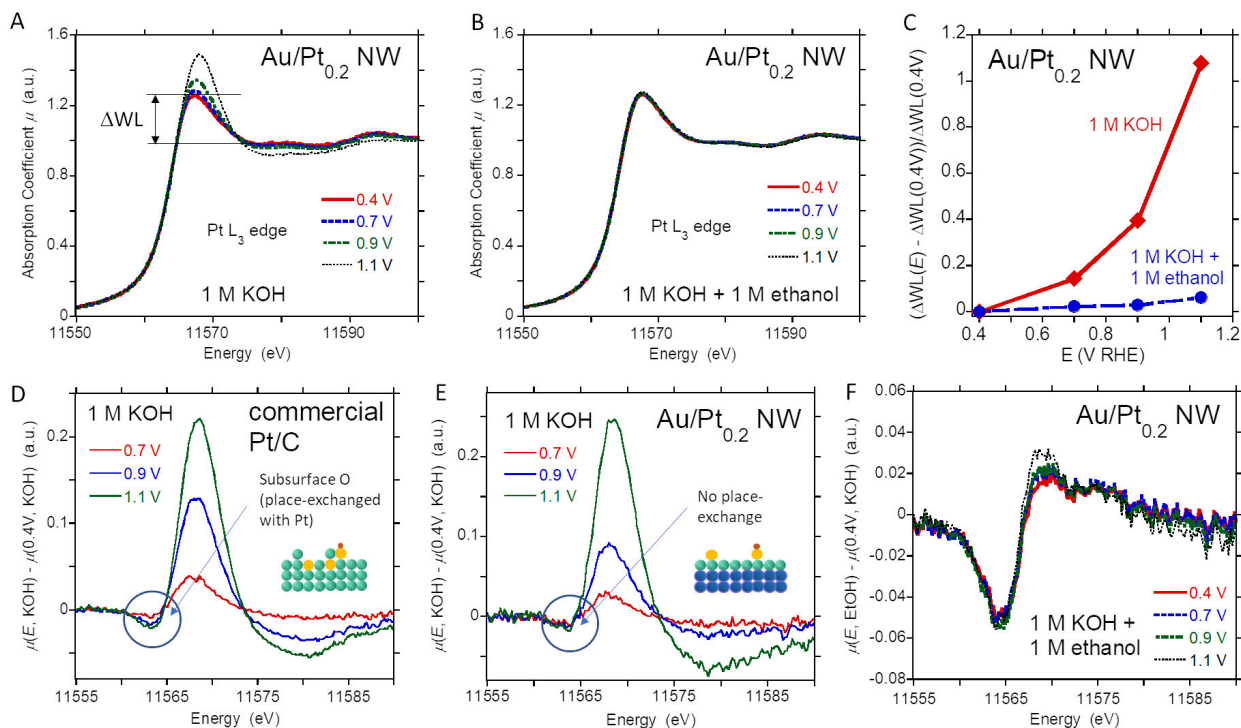 A
Absorption Coefficient μ (a.u.)
1.6
1.2
0.8
0.4
0
Au/Pt0.2 NW
ΔWL
0.4 V
0.7 V
0.9 V
1.1 V
Pt L3 edge
1 M KOH
11550
11570
11590
Energy (eV)
B
Absorption Coefficient μ (a.u.)
1.6
1.2
0.8
0.4
0
Au/Pt0.2 NW
0.4 V
0.7 V
0.9 V
1.1 V
Pt L3 edge
1 M KOH + 1 M ethanol
11550
11570
11590
Energy (eV)
C
(ΔWL(E) - ΔWL(0.4V))/ΔWL(0.4V)
1.2
1
0.8
0.6
0.4
0.2
0
Au/Pt0.2 NW
1 M KOH
1 M KOH +
1 M ethanol
0.4
0.6
0.8
1
1.2
E (V RHE)
D
μ(E, KOH) - μ(0.4V, KOH) (a.u.)
0.2
0.1
0
1 M KOH
commercial
Pt/C
0.7 V
0.9 V
1.1 V
Subsurface O
(place-exchanged
with Pt)
11555
11565
11575
11585
Energy (eV)
E
μ(E, KOH) - μ(0.4V, KOH) (a.u.)
0.2
0.1
0
1 M KOH
Au/Pt0.2 NW
0.7 V
0.9 V
1.1 V
No place-
exchange
11555
11565
11575
11585
Energy (eV)
F
μ(E, EtOH) - μ(0.4V, KOH) (a.u.)
0.06
0.04
0.02
0
-0.02
-0.04
-0.06
-0.08
Au/Pt0.2 NW
0.4 V
0.7 V
0.9 V
1.1 V
1 M KOH +
1 M ethanol
11555
11565
11575
11585
Energy (eV)